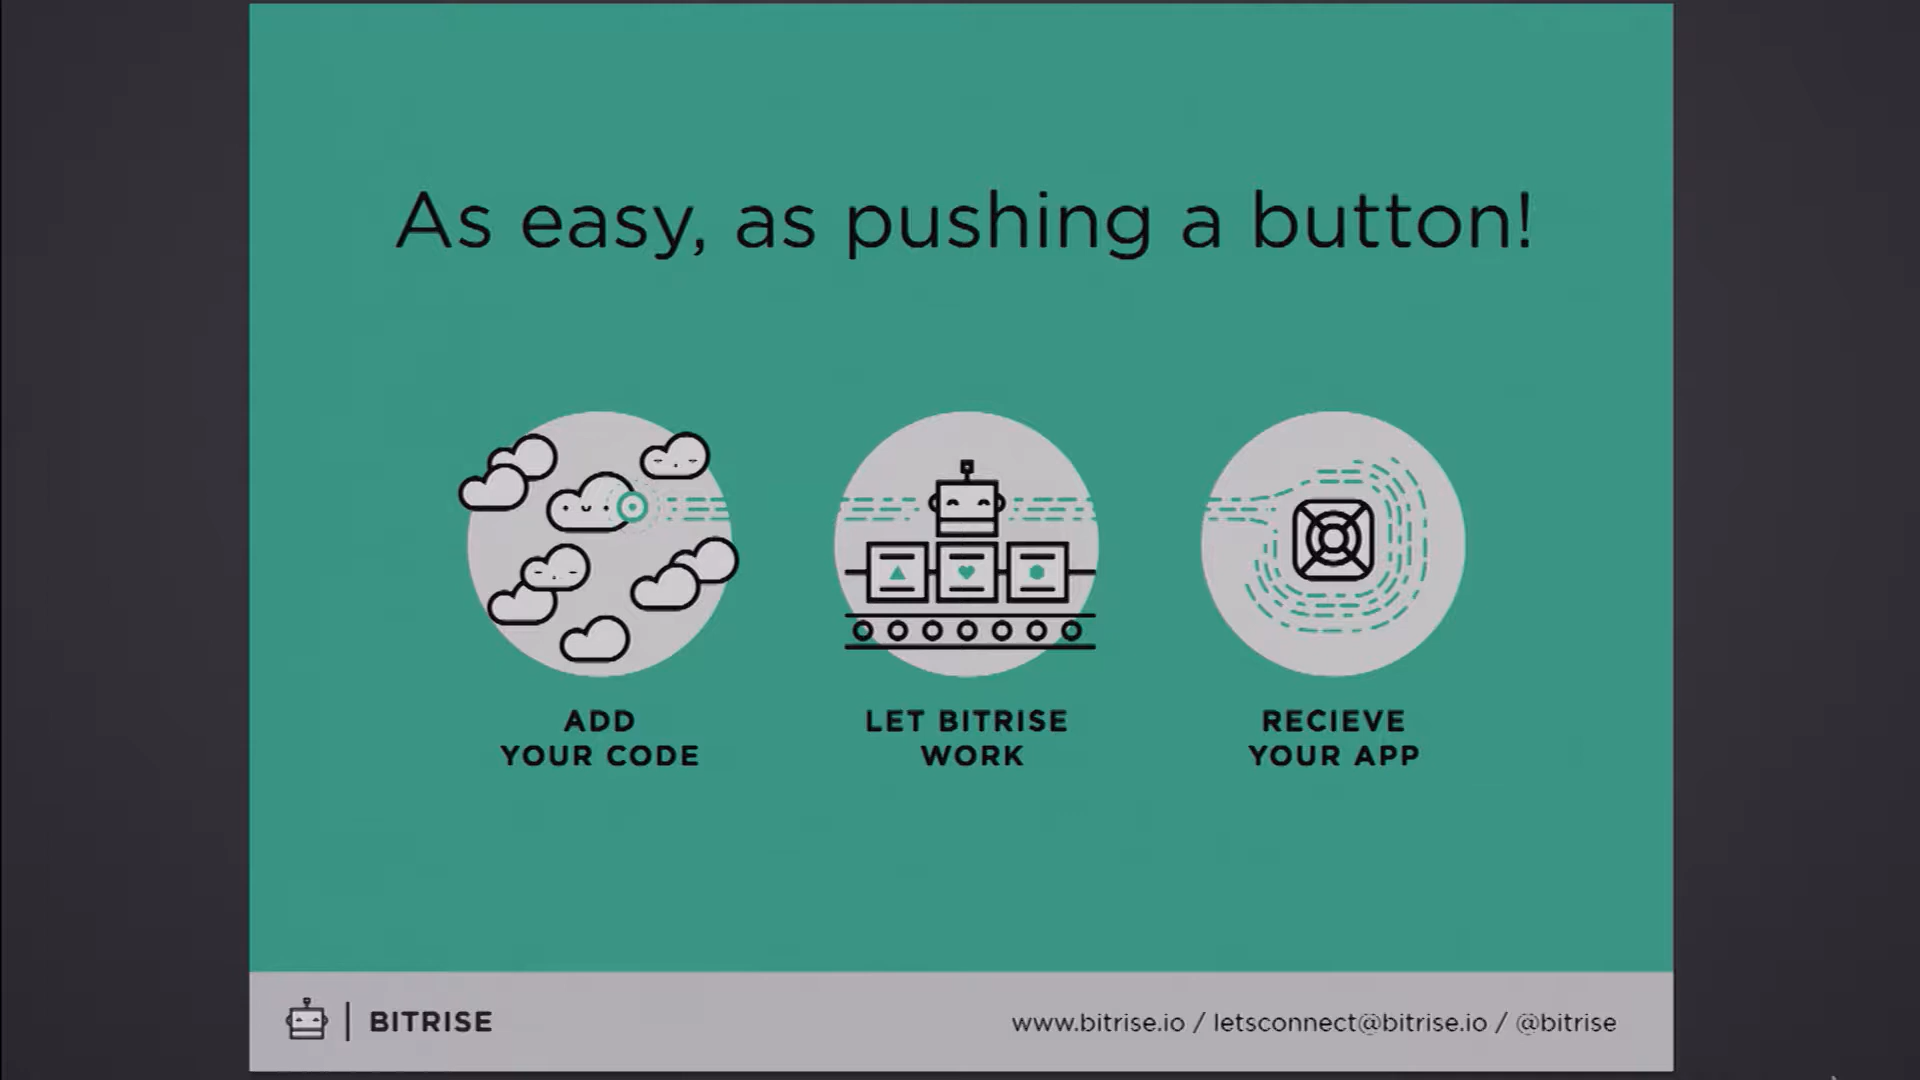 As easy, as pushing a button!
ADD
YOUR CODE
LET BITRISE
WORK
RECIEVE
YOUR APP
BITRISE
www.bitrise.io / letsconnect@bitrise.io / @bitrise